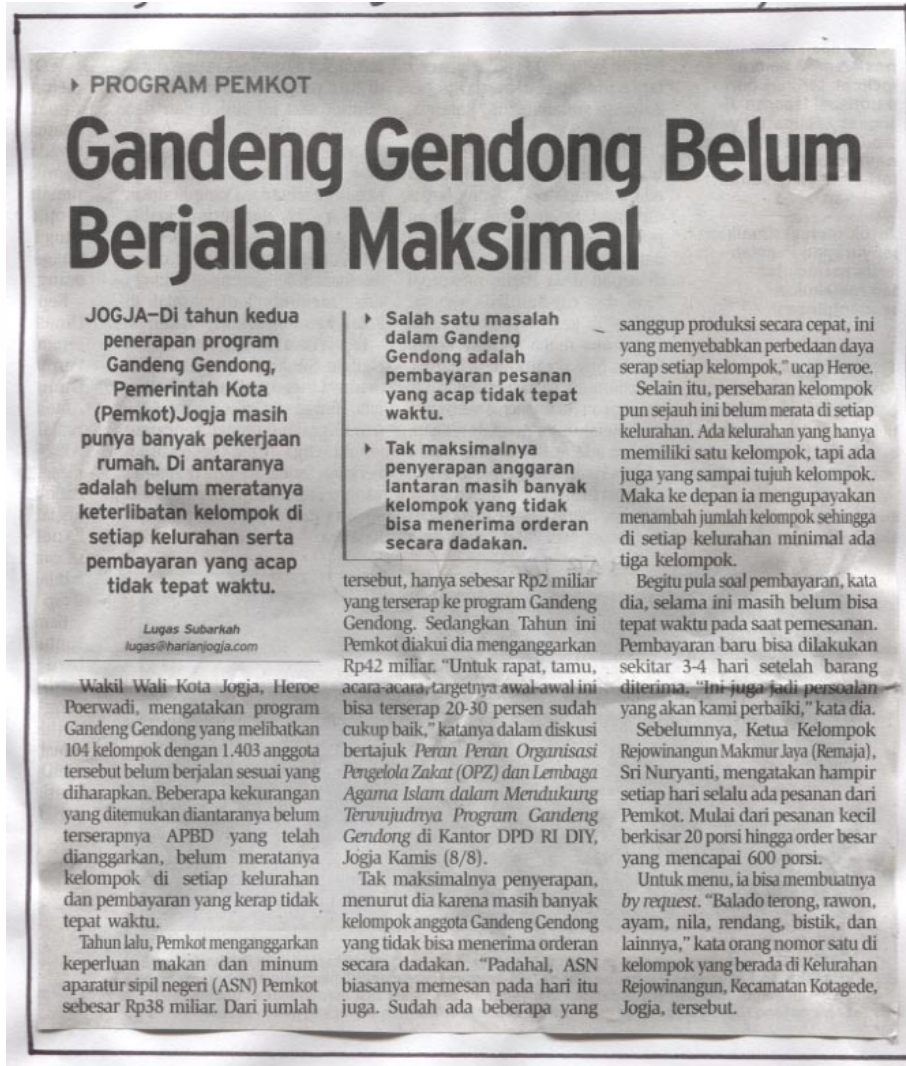 PROGRAM PEMKOT
Gandeng Gendong Belum
Berjalan Maksimal
JOGJA—Di tahun kedua
penerapan program
Gandeng Gendong,
Pemerintah Kota
(Pemkot)Jogja masih
punya banyak pekerjaan
rumah. Di antaranya
adalah belum meratanya
keterlibatan kelompok di
setiap kelurahan serta
pembayaran yang acap
tidak tepat waktu.
Lugas Subarkah
lugas@harianjogja.com
Wakil Wali Kota Jogja, Heroe
Poerwadi, mengatakan program
Gandeng Gendong yang melibatkan
104 kelompok dengan 1.403 anggota
tersebut belum berjalan sesuai yang
diharapkan. Beberapa kekurangan
yang ditemukan diantaranya belum
terserapnya APBD yang telah
dianggarkan, belum meratanya
kelompok di setiap kelurahan
dan pembayaran yang kerap tidak
tepat waktu.
Tahun lalu, Pemkot menganggarkan
keperluan makan dan minum
aparatur sipil negeri (ASN) Pemkot
sebesar Rp38 miliar. Dari jumlah
Salah satu masalah
dalam Gandeng
Gendong adalah
pembayaran pesanan
yang acap tidak tepat
waktu.
Tak maksimalnya
penyerapan anggaran
lantaran masih banyak
kelompok yang tidak
bisa menerima orderan
secara dadakan.
tersebut, hanya sebesar Rp2 miliar
yang terserap ke program Gandeng
Gendong. Sedangkan Tahun ini
Pemkot diakui dia menganggarkan
Rp42 miliar. “Untuk rapat, tamu,
acara-acara, targetnya awal-awal ini
bisa terserap 20-30 persen sudah
cukup baik,” katanya dalam diskusi
bertajuk Peran Peran Organisasi
Pengelola Zakat (OPZ) dan Lembaga
Agama Islam dalam Mendukung
Terwujudnya Program Gandeng
Gendong di Kantor DPD RI DIY,
Jogja Kamis (8/8).
Tak maksimalnya penyerapan,
menurut dia karena masih banyak
kelompok anggota Gandeng Gendong
yang tidak bisa menerima orderan
secara dadakan. “Padahal, ASN
biasanya memesan pada hari itu
juga. Sudah ada beberapa yang
sanggup produksi secara cepat, ini
yang menyebabkan perbedaan daya
serap setiap kelompok,” ucap Heroe.
Selain itu, persebaran kelompok
pun sejauh ini belum merata di setiap
kelurahan. Ada kelurahan yang hanya
memiliki satu kelompok, tapi ada
juga yang sampai tujuh kelompok.
Maka ke depan ia mengupayakan
menambah jumlah kelompok sehingga
di setiap kelurahan minimal ada
tiga kelompok.
Begitu pula soal pembayaran, kata
dia, selama ini masih belum bisa
tepat waktu pada saat pemesanan.
Pembayaran baru bisa dilakukan
sekitar 3-4 hari setelah barang
diterima. “Ini juga jadi persoalan
yang akan kami perbaiki,” kata dia.
Sebelumnya, Ketua Kelompok
Rejowinangun Makmur Jaya (Remaja),
Sri Nuryanti, mengatakan hampir
setiap hari selalu ada pesanan dari
Pemkot. Mulai dari pesanan kecil
berkisar 20 porsi hingga order besar
yang mencapai 600 porsi.
Untuk menu, ia bisa membuatnya
by request. “Balado terong, rawon,
ayam, nila, rendang, bistik, dan
lainnya,” kata orang nomor satu di
kelompok yang berada di Kelurahan
Rejowinangun, Kecamatan Kotagede,
Jogja, tersebut.